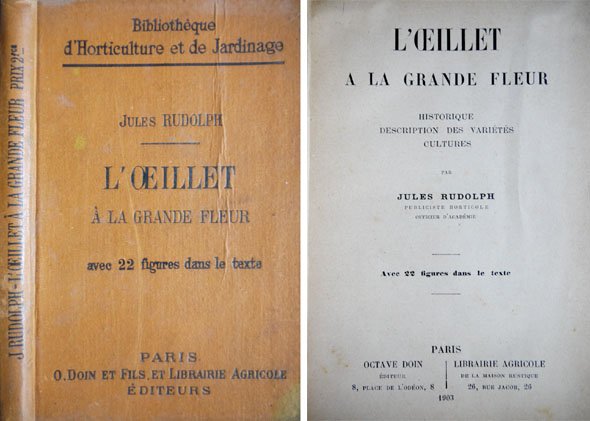 J. RUDOLPH - L'ŒILLET À LA GRANDE FLEUR PRIX 2 fr
Bibliothèque
d'Horticulture et de Jardinage
JULES RUDOLPH
L'ŒILLET
À LA GRANDE FLEUR
avec 22 figures dans le texte
PARIS
O. DOIN ET FILS, ET LIBRAIRIE AGRICOLE
ÉDITEURS
L'ŒILLET
A LA GRANDE FLEUR
HISTORIQUE
DESCRIPTION DES VARIÉTÉS
CULTURES
PAR
JULES RUDOLPH
PUBLICISTE HORTICOLE
OFFICIER D'ACADÉMIE
Avec 22 figures dans le texte
PARIS
OCTAVE DOIN
ÉDITEUR
8, PLACE DE L'ODÉON, 8
LIBRAIRIE AGRICOLE
DE LA MAISON RUSTIQUE
26, RUE JACOB, 26
1903